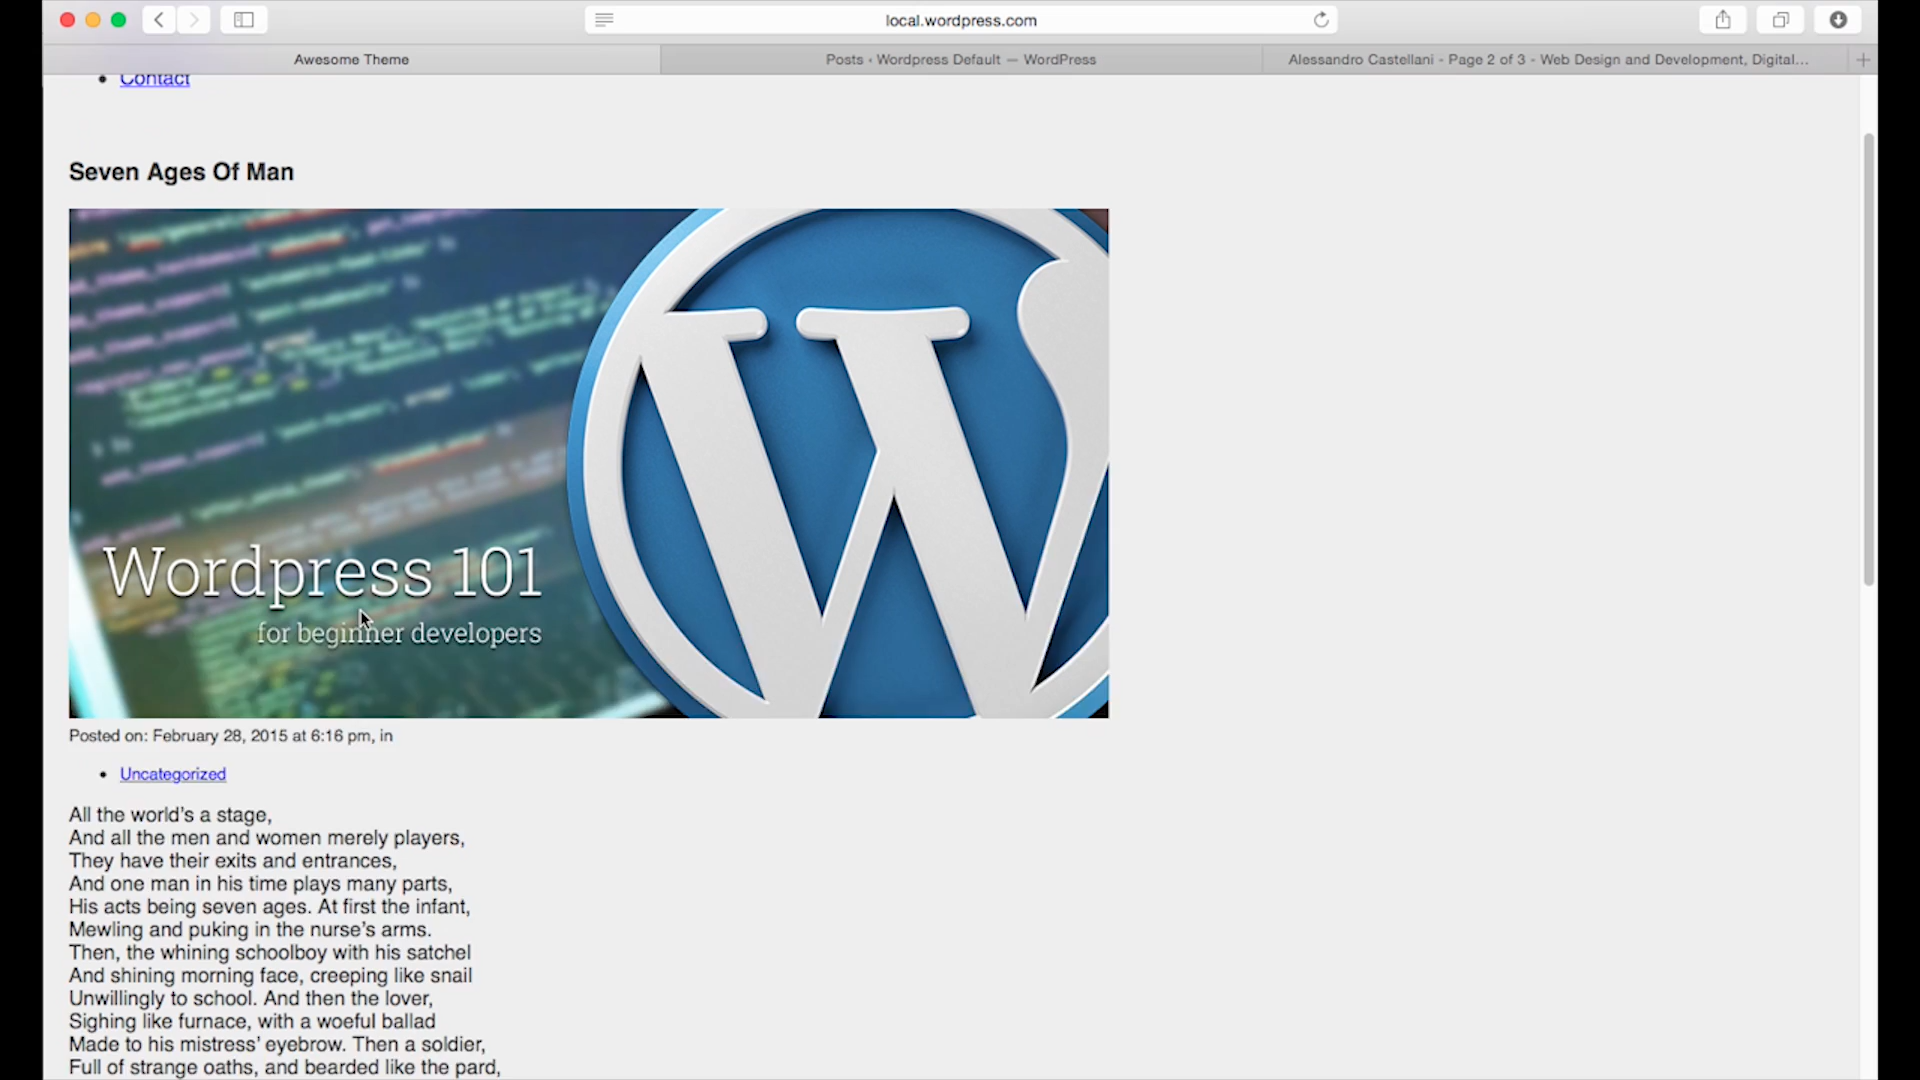 local.wordpress.com
Awesome Theme
Posts ‹ Wordpress Default — WordPress
Alessandro Castellani - Page 2 of 3 - Web Design and Development, Digital...
Contact
Seven Ages Of Man
Wordpress 101
for beginner developers
Posted on: February 28, 2015 at 6:16 pm, in
Uncategorized
All the world’s a stage,
And all the men and women merely players,
They have their exits and entrances,
And one man in his time plays many parts,
His acts being seven ages. At first the infant,
Mewling and puking in the nurse’s arms.
Then, the whining schoolboy with his satchel
And shining morning face, creeping like snail
Unwillingly to school. And then the lover,
Sighing like furnace, with a woeful ballad
Made to his mistress’ eyebrow. Then a soldier,
Full of strange oaths, and bearded like the pard,